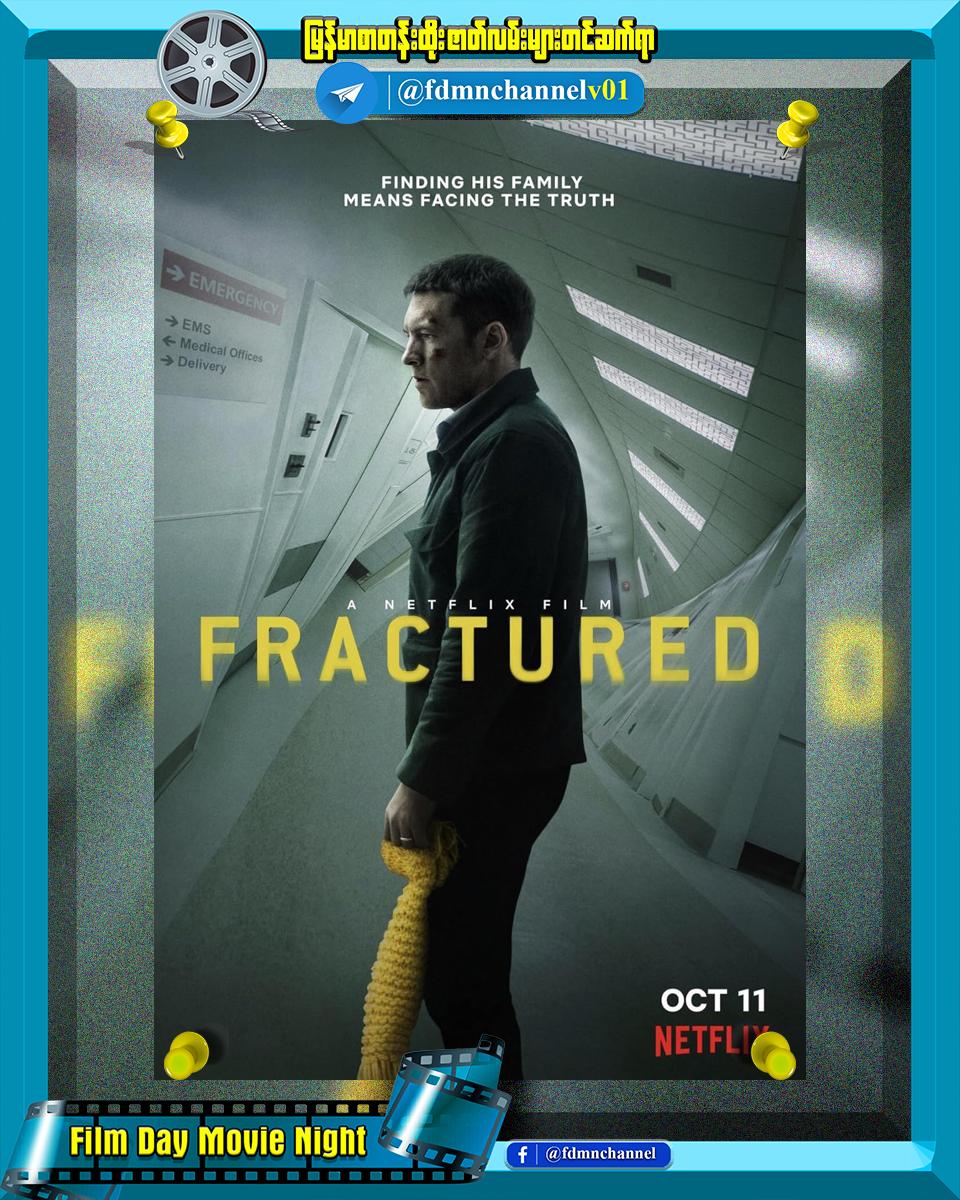 မြန်မာစာတန်းထိုးဇာတ်လမ်းများတင်ဆက်ရာ
@fdmnchannelv01
FINDING HIS FAMILY
MEANS FACING THE TRUTH
→ EMERGENCY
→ EMS
← Medical Offices
→ Delivery
A NETFLIX FILM
FRACTURED
OCT 11
NETFLIX
Film Day Movie Night
@fdmnchannel